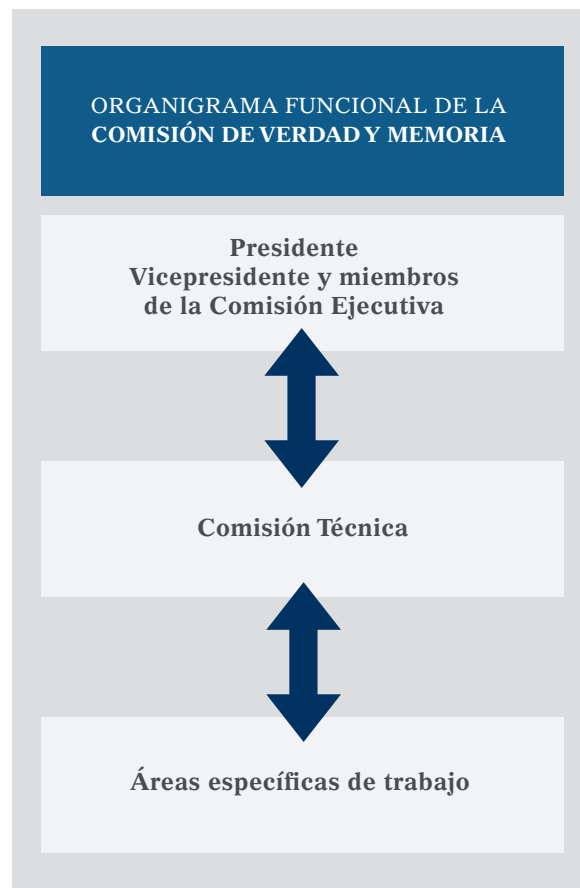 ORGANIGRAMA FUNCIONAL DE LA
COMISIÓN DE VERDAD Y MEMORIA
Presidente
Vicepresidente y miembros
de la Comisión Ejecutiva
Comisión Técnica
Áreas específicas de trabajo